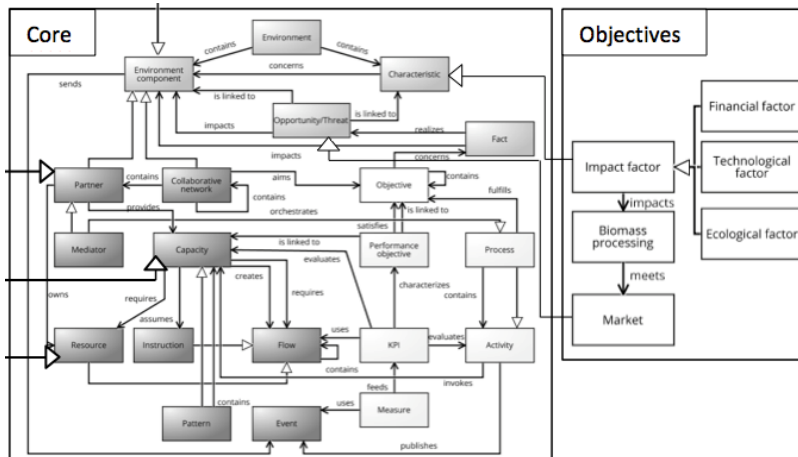 Core
Objectives
Environment
contains
contains
Environment
component
concerns
Characteristic
sends
is linked to
Opportunity/Threat
is linked to
impacts
realizes
Fact
impacts
concerns
Partner
contains
Collaborative
network
aims
Objective
contains
contains
fulfills
provides
orchestrates
is linked to
satisfies
Mediator
Capacity
is linked to
Performance
objective
Process
evaluates
creates
characterizes
contains
owns
requires
requires
assumes
Resource
Instruction
Flow
uses
KPI
evaluates
Activity
contains
invokes
feeds
contains
uses
Measure
Pattern
Event
publishes
Financial
factor
Impact factor
Technological
factor
impacts
Biomass
processing
Ecological factor
meets
Market